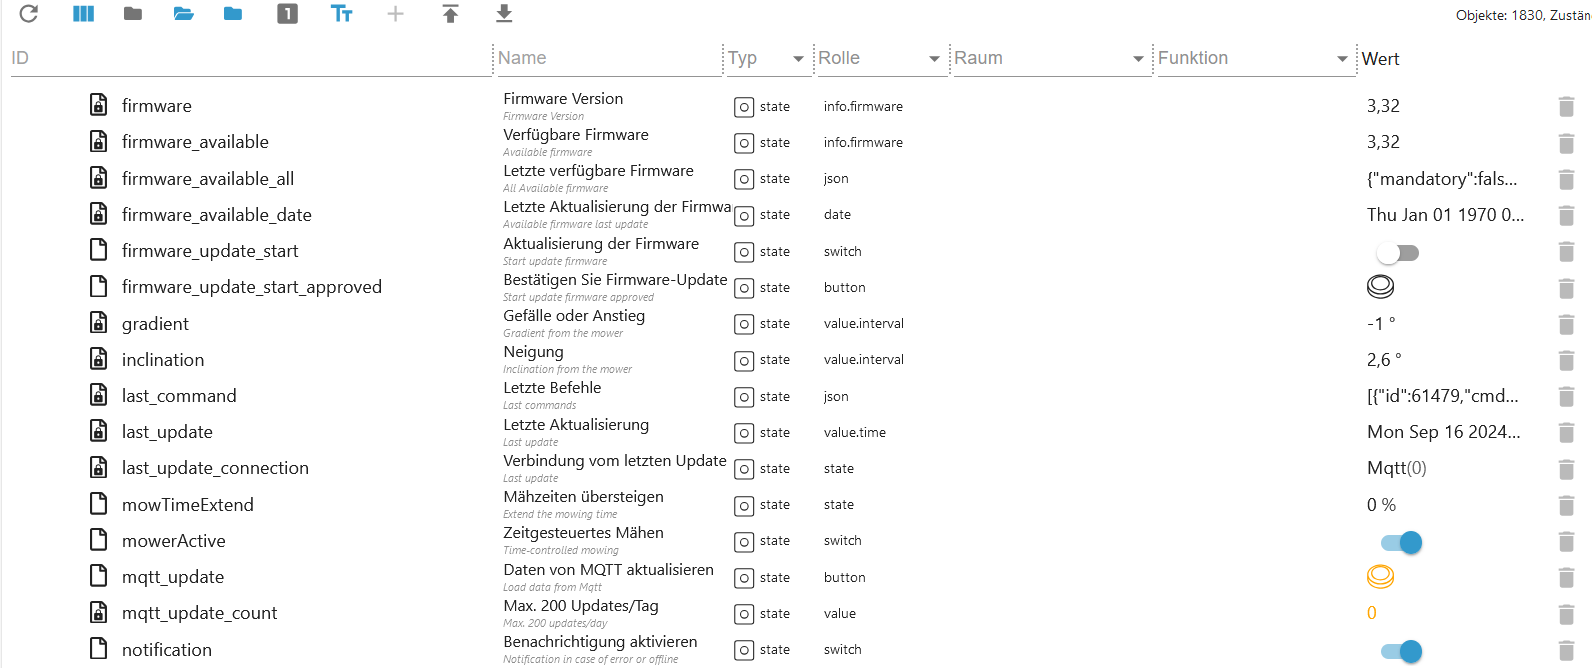 1 Objekte: 1830, Zustän
ID Name Typ Rolle Raum Funktion Wert
firmware Firmware Version state info.firmware 3,32
Firmware Version
firmware_available Verfügbare Firmware state info.firmware 3,32
Available firmware
firmware_available_all Letzte verfügbare Firmware state json {"mandatory":fals...
All Available firmware
firmware_available_date Letzte Aktualisierung der Firmwa state date Thu Jan 01 1970 0...
Available firmware last update
firmware_update_start Aktualisierung der Firmware state switch
Start update firmware
firmware_update_start_approved Bestätigen Sie Firmware-Update state button
Start update firmware approved
gradient Gefälle oder Anstieg state value.interval -1 °
Gradient from the mower
inclination Neigung state value.interval 2,6 °
Inclination from the mower
last_command Letzte Befehle state json [{"id":61479,"cmd...
Last commands
last_update Letzte Aktualisierung state value.time Mon Sep 16 2024...
Last update
last_update_connection Verbindung vom letzten Update state state Mqtt(0)
Last update
mowTimeExtend Mähzeiten übersteigen state state 0 %
Extend the mowing time
mowerActive Zeitgesteuertes Mähen state switch
Time-controlled mowing
mqtt_update Daten von MQTT aktualisieren state button
Load data from Mqtt
mqtt_update_count Max. 200 Updates/Tag state value 0
Max. 200 updates/day
notification Benachrichtigung aktivieren state switch
Notification in case of error or offline